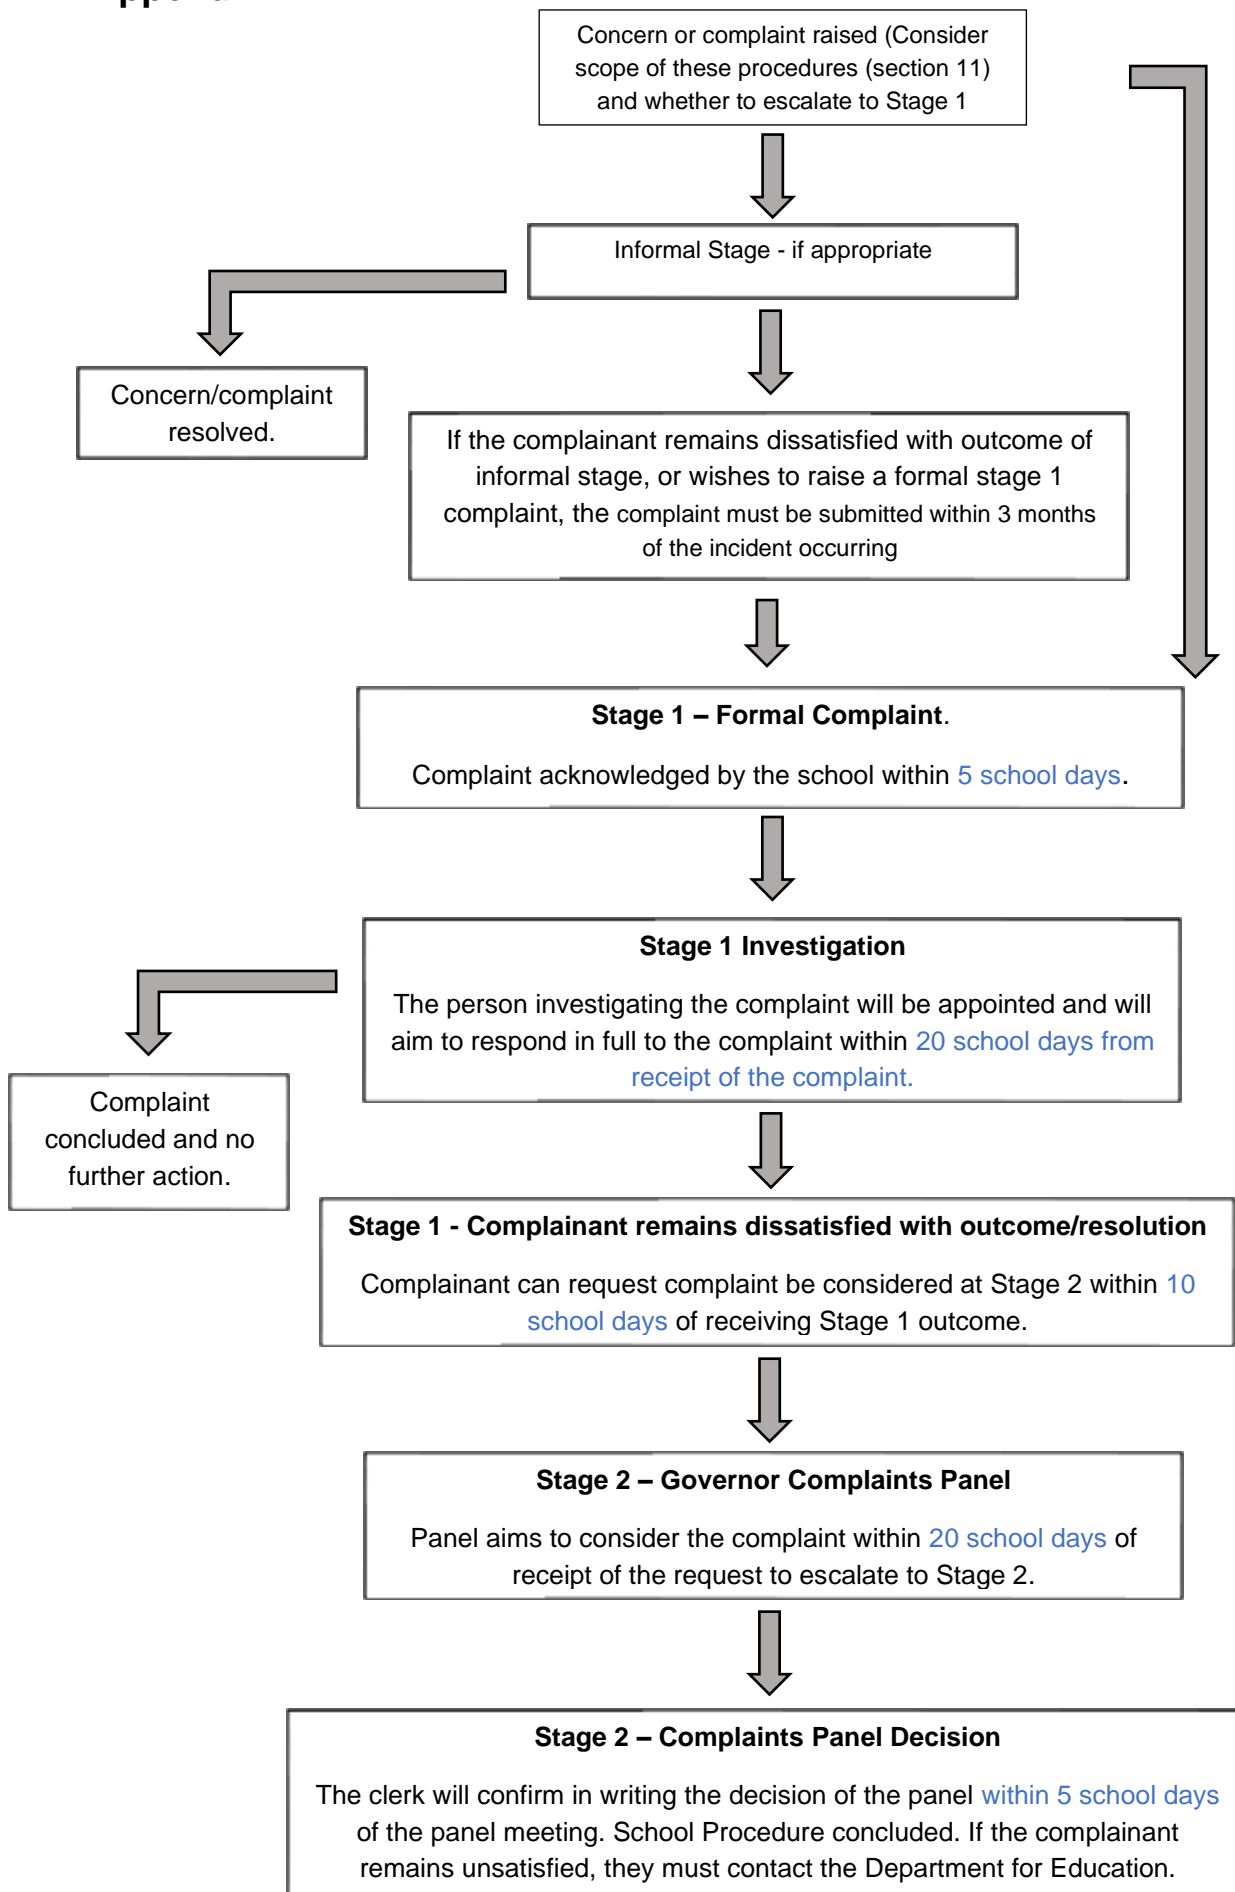 Concern or complaint raised (Consider
scope of these procedures (section 11)
and whether to escalate to Stage 1
Informal Stage - if appropriate
Concern/complaint
resolved.
If the complainant remains dissatisfied with outcome of
informal stage, or wishes to raise a formal stage 1
complaint, the complaint must be submitted within 3 months
of the incident occurring
Stage 1 – Formal Complaint.
Complaint acknowledged by the school within 5 school days.
Stage 1 Investigation
The person investigating the complaint will be appointed and will
aim to respond in full to the complaint within 20 school days from
receipt of the complaint.
Complaint
concluded and no
further action.
Stage 1 - Complainant remains dissatisfied with outcome/resolution
Complainant can request complaint be considered at Stage 2 within 10
school days of receiving Stage 1 outcome.
Stage 2 – Governor Complaints Panel
Panel aims to consider the complaint within 20 school days of
receipt of the request to escalate to Stage 2.
Stage 2 – Complaints Panel Decision
The clerk will confirm in writing the decision of the panel within 5 school days
of the panel meeting. School Procedure concluded. If the complainant
remains unsatisfied, they must contact the Department for Education.